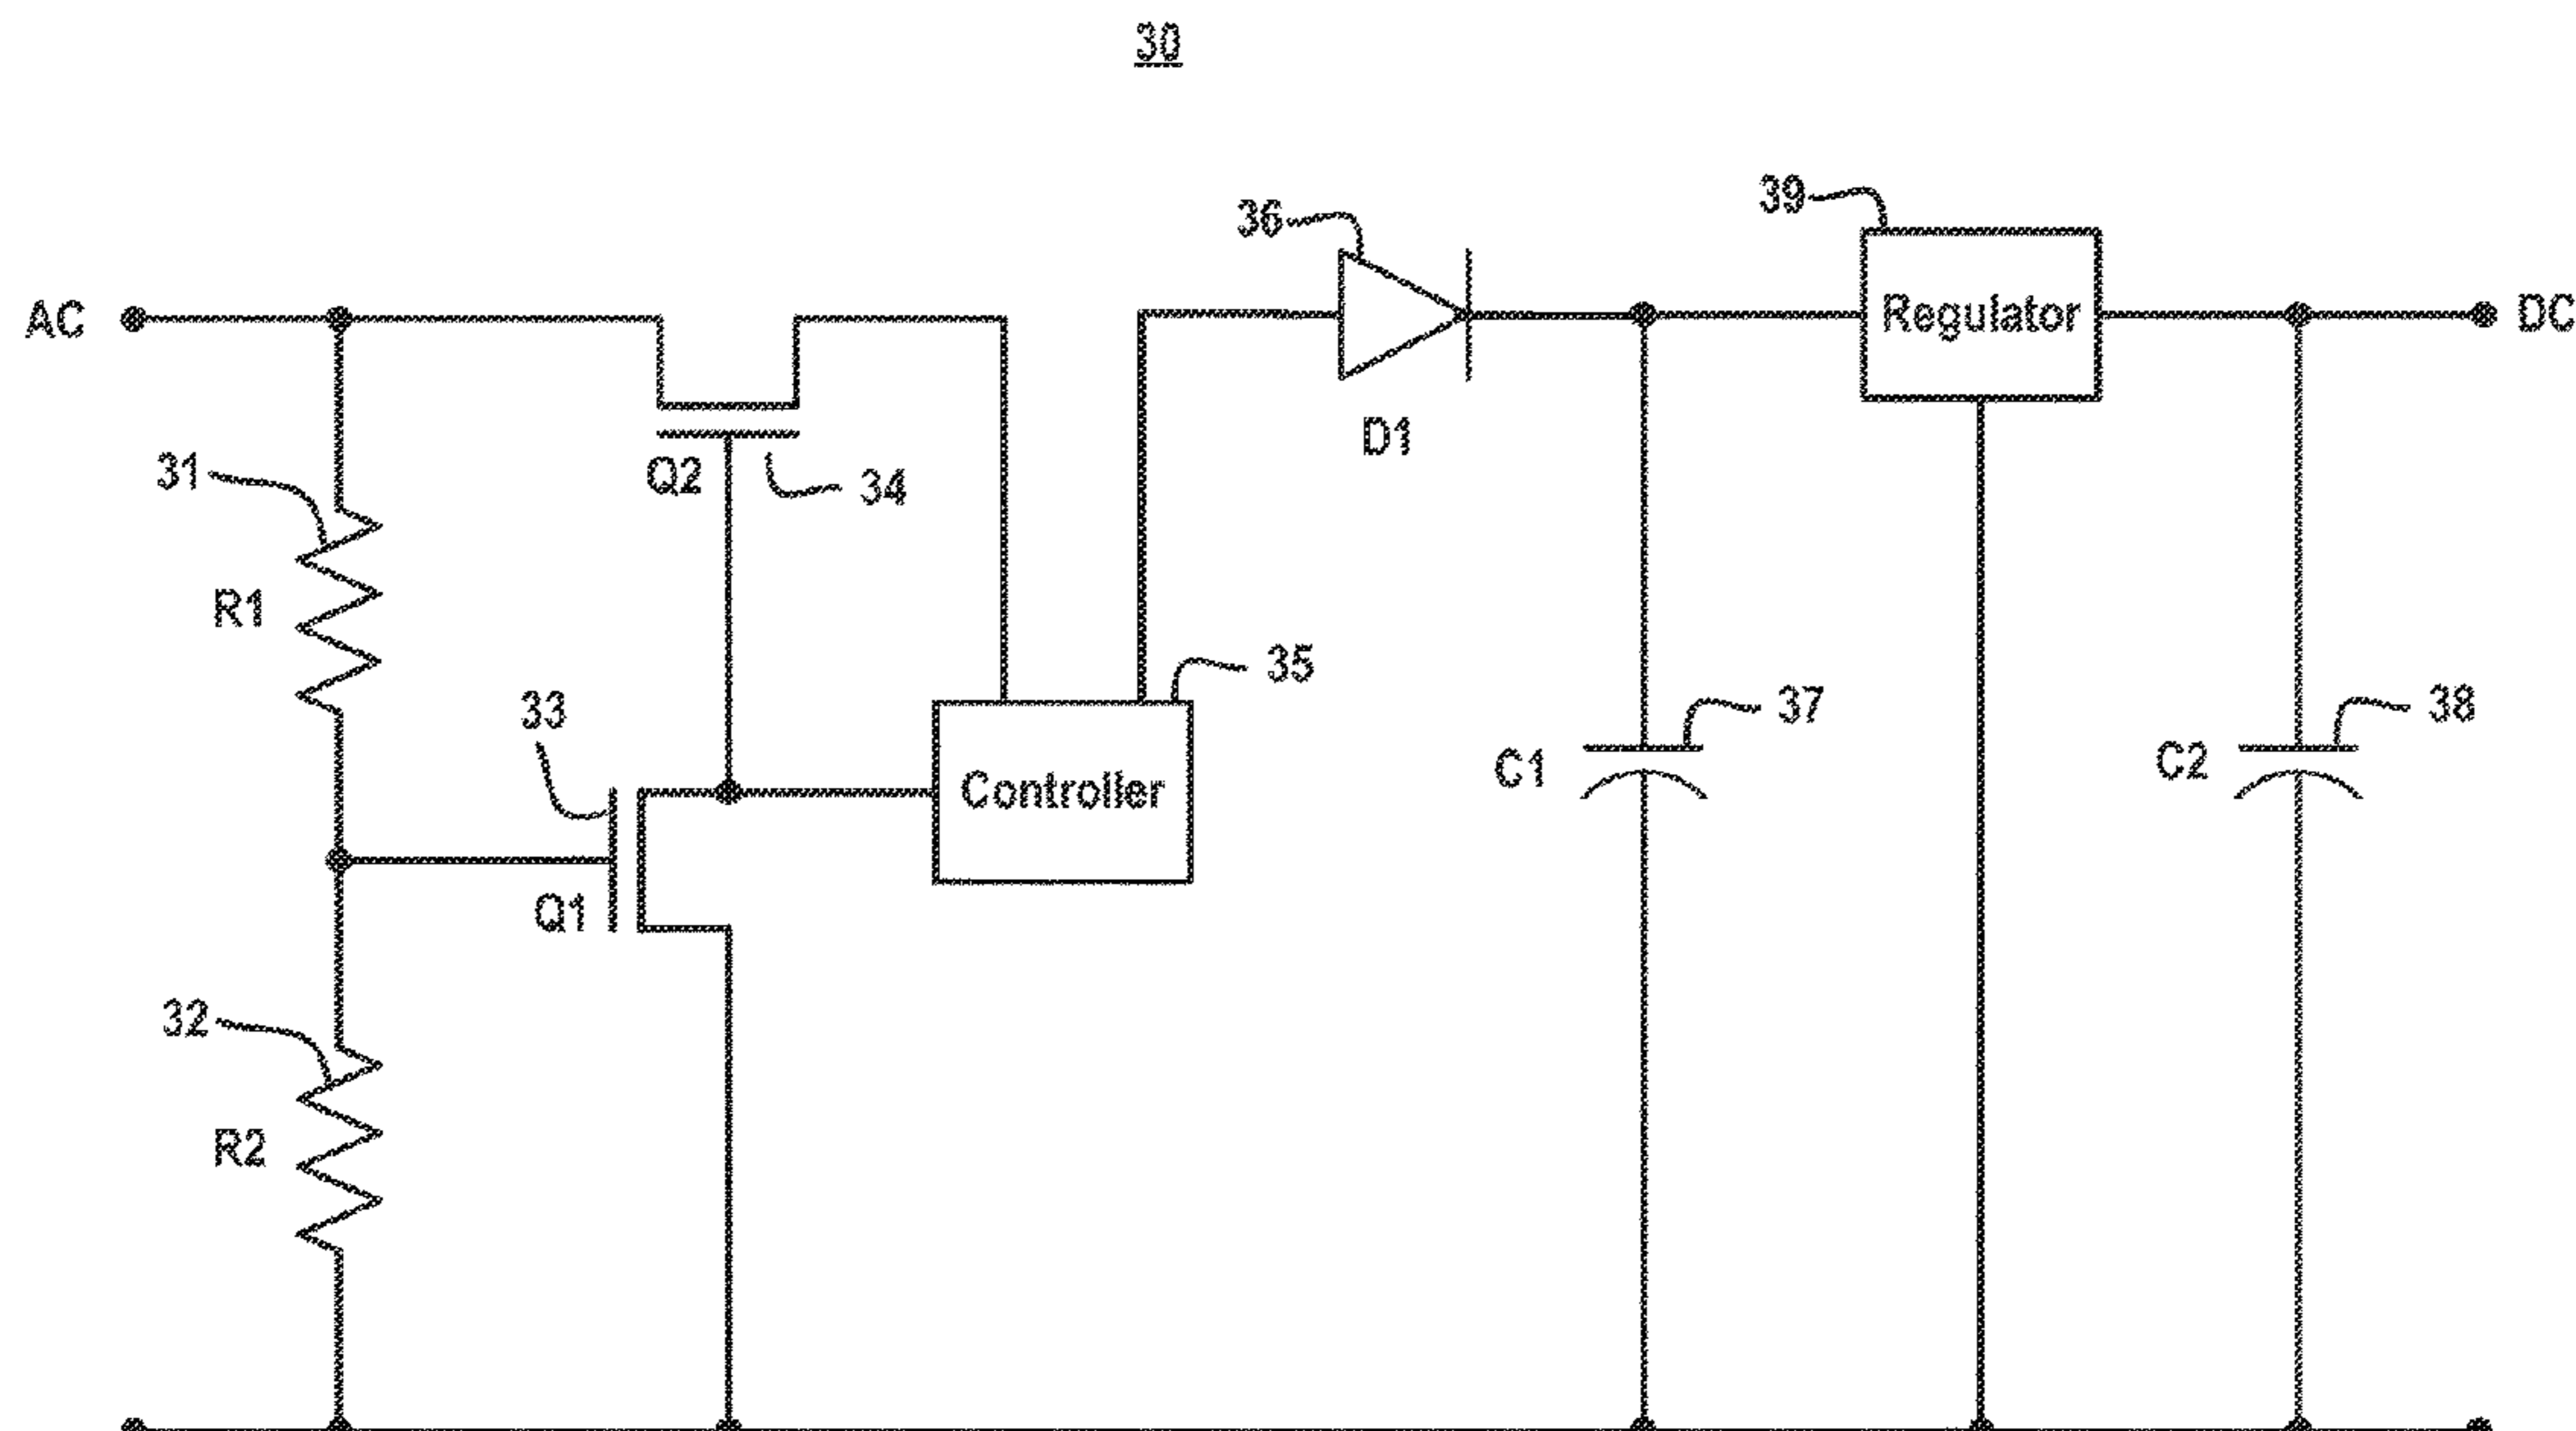 30
39
36
AC
Regulator
DC
D1
31
Q2
34
R1
35
33
37
38
C1
C2
Controller
Q1
32
R2